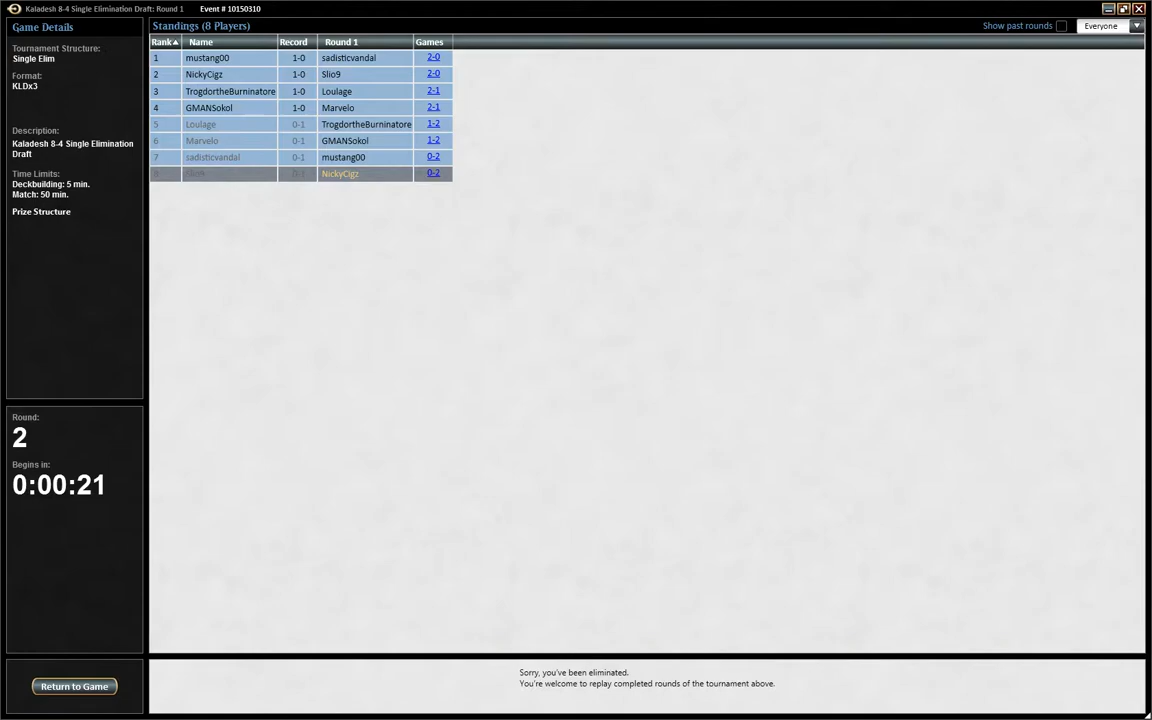 Kaladesh 8-4 Single Elimination Draft: Round 1 Event # 10150310
Game Details
Tournament Structure:
Single Elim
Format:
KLDx3
Description:
Kaladesh 8-4 Single Elimination
Draft
Time Limits:
Deckbuilding: 5 min.
Match: 50 min.
Prize Structure
Round:
2
Begins in:
0:00:21
Return to Game
Standings (8 Players) Show past rounds Everyone
Rank Name Record Round 1 Games
1 mustang00 1-0 sadisticvandal 2-0
2 NickyCigz 1-0 Slio9 2-0
3 TrogdortheBurninatore 1-0 Loulage 2-1
4 GMANSokol 1-0 Marvelo 2-1
5 Loulage 0-1 TrogdortheBurninatore 1-2
6 Marvelo 0-1 GMANSokol 1-2
7 sadisticvandal 0-1 mustang00 0-2
8 Slio9 0-1 NickyCigz 0-2
Sorry, you've been eliminated.
You're welcome to replay completed rounds of the tournament above.